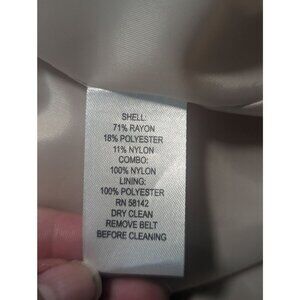 SHELL:
71% RAYON
18% POLYESTER
11% NYLON
COMBO:
100% NYLON
LINING:
100% POLYESTER
RN 58142
DRY CLEAN
REMOVE BELT
BEFORE CLEANING